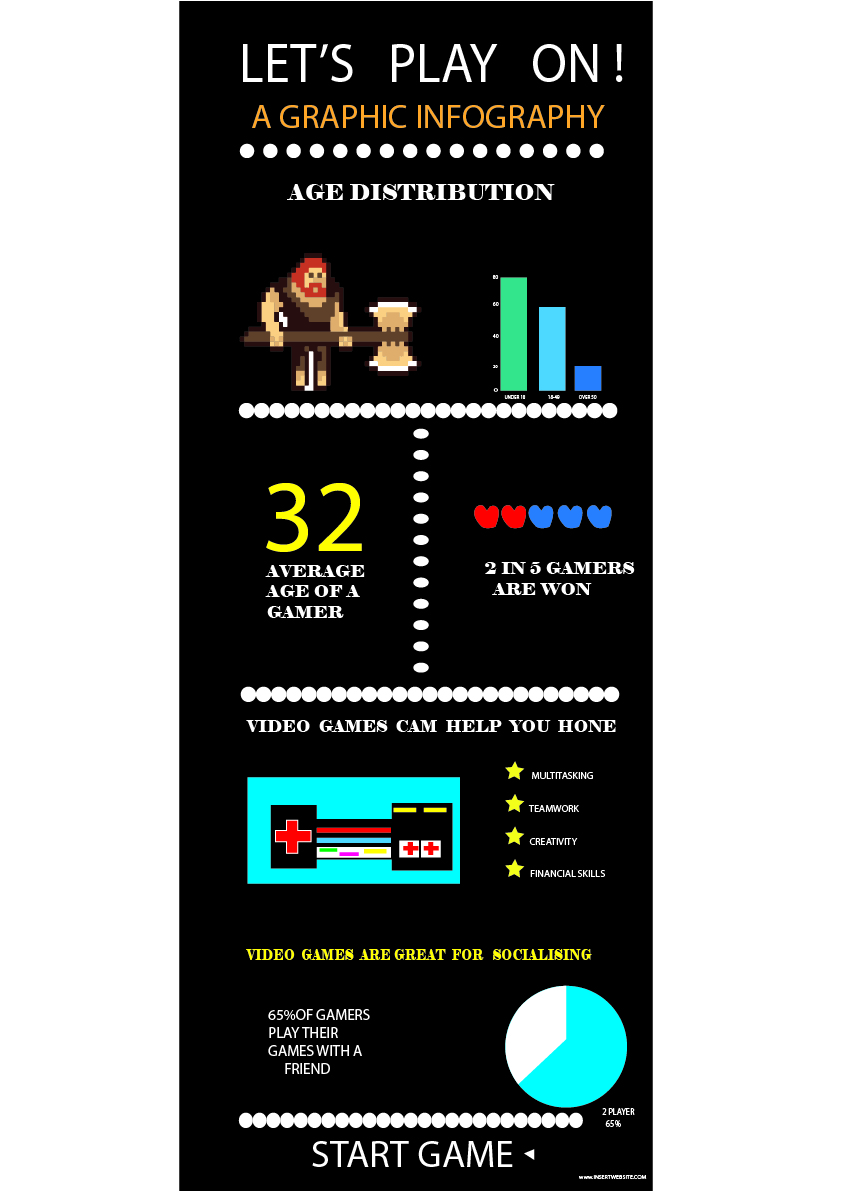 LET'S PLAY ON!
A GRAPHIC INFOGRAPHY
AGE DISTRIBUTION
80
60
40
20
0
UNDER 18
18-49
OVER 50
32
AVERAGE
AGE OF A
GAMER
2 IN 5 GAMERS
ARE WON
VIDEO GAMES CAM HELP YOU HONE
MULTITASKING
TEAMWORK
CREATIVITY
FINANCIAL SKILLS
VIDEO GAMES ARE GREAT FOR SOCIALISING
65%OF GAMERS
PLAY THEIR
GAMES WITH A
FRIEND
2 PLAYER
65%
START GAME
WWW.INSERTWEBSITE.COM